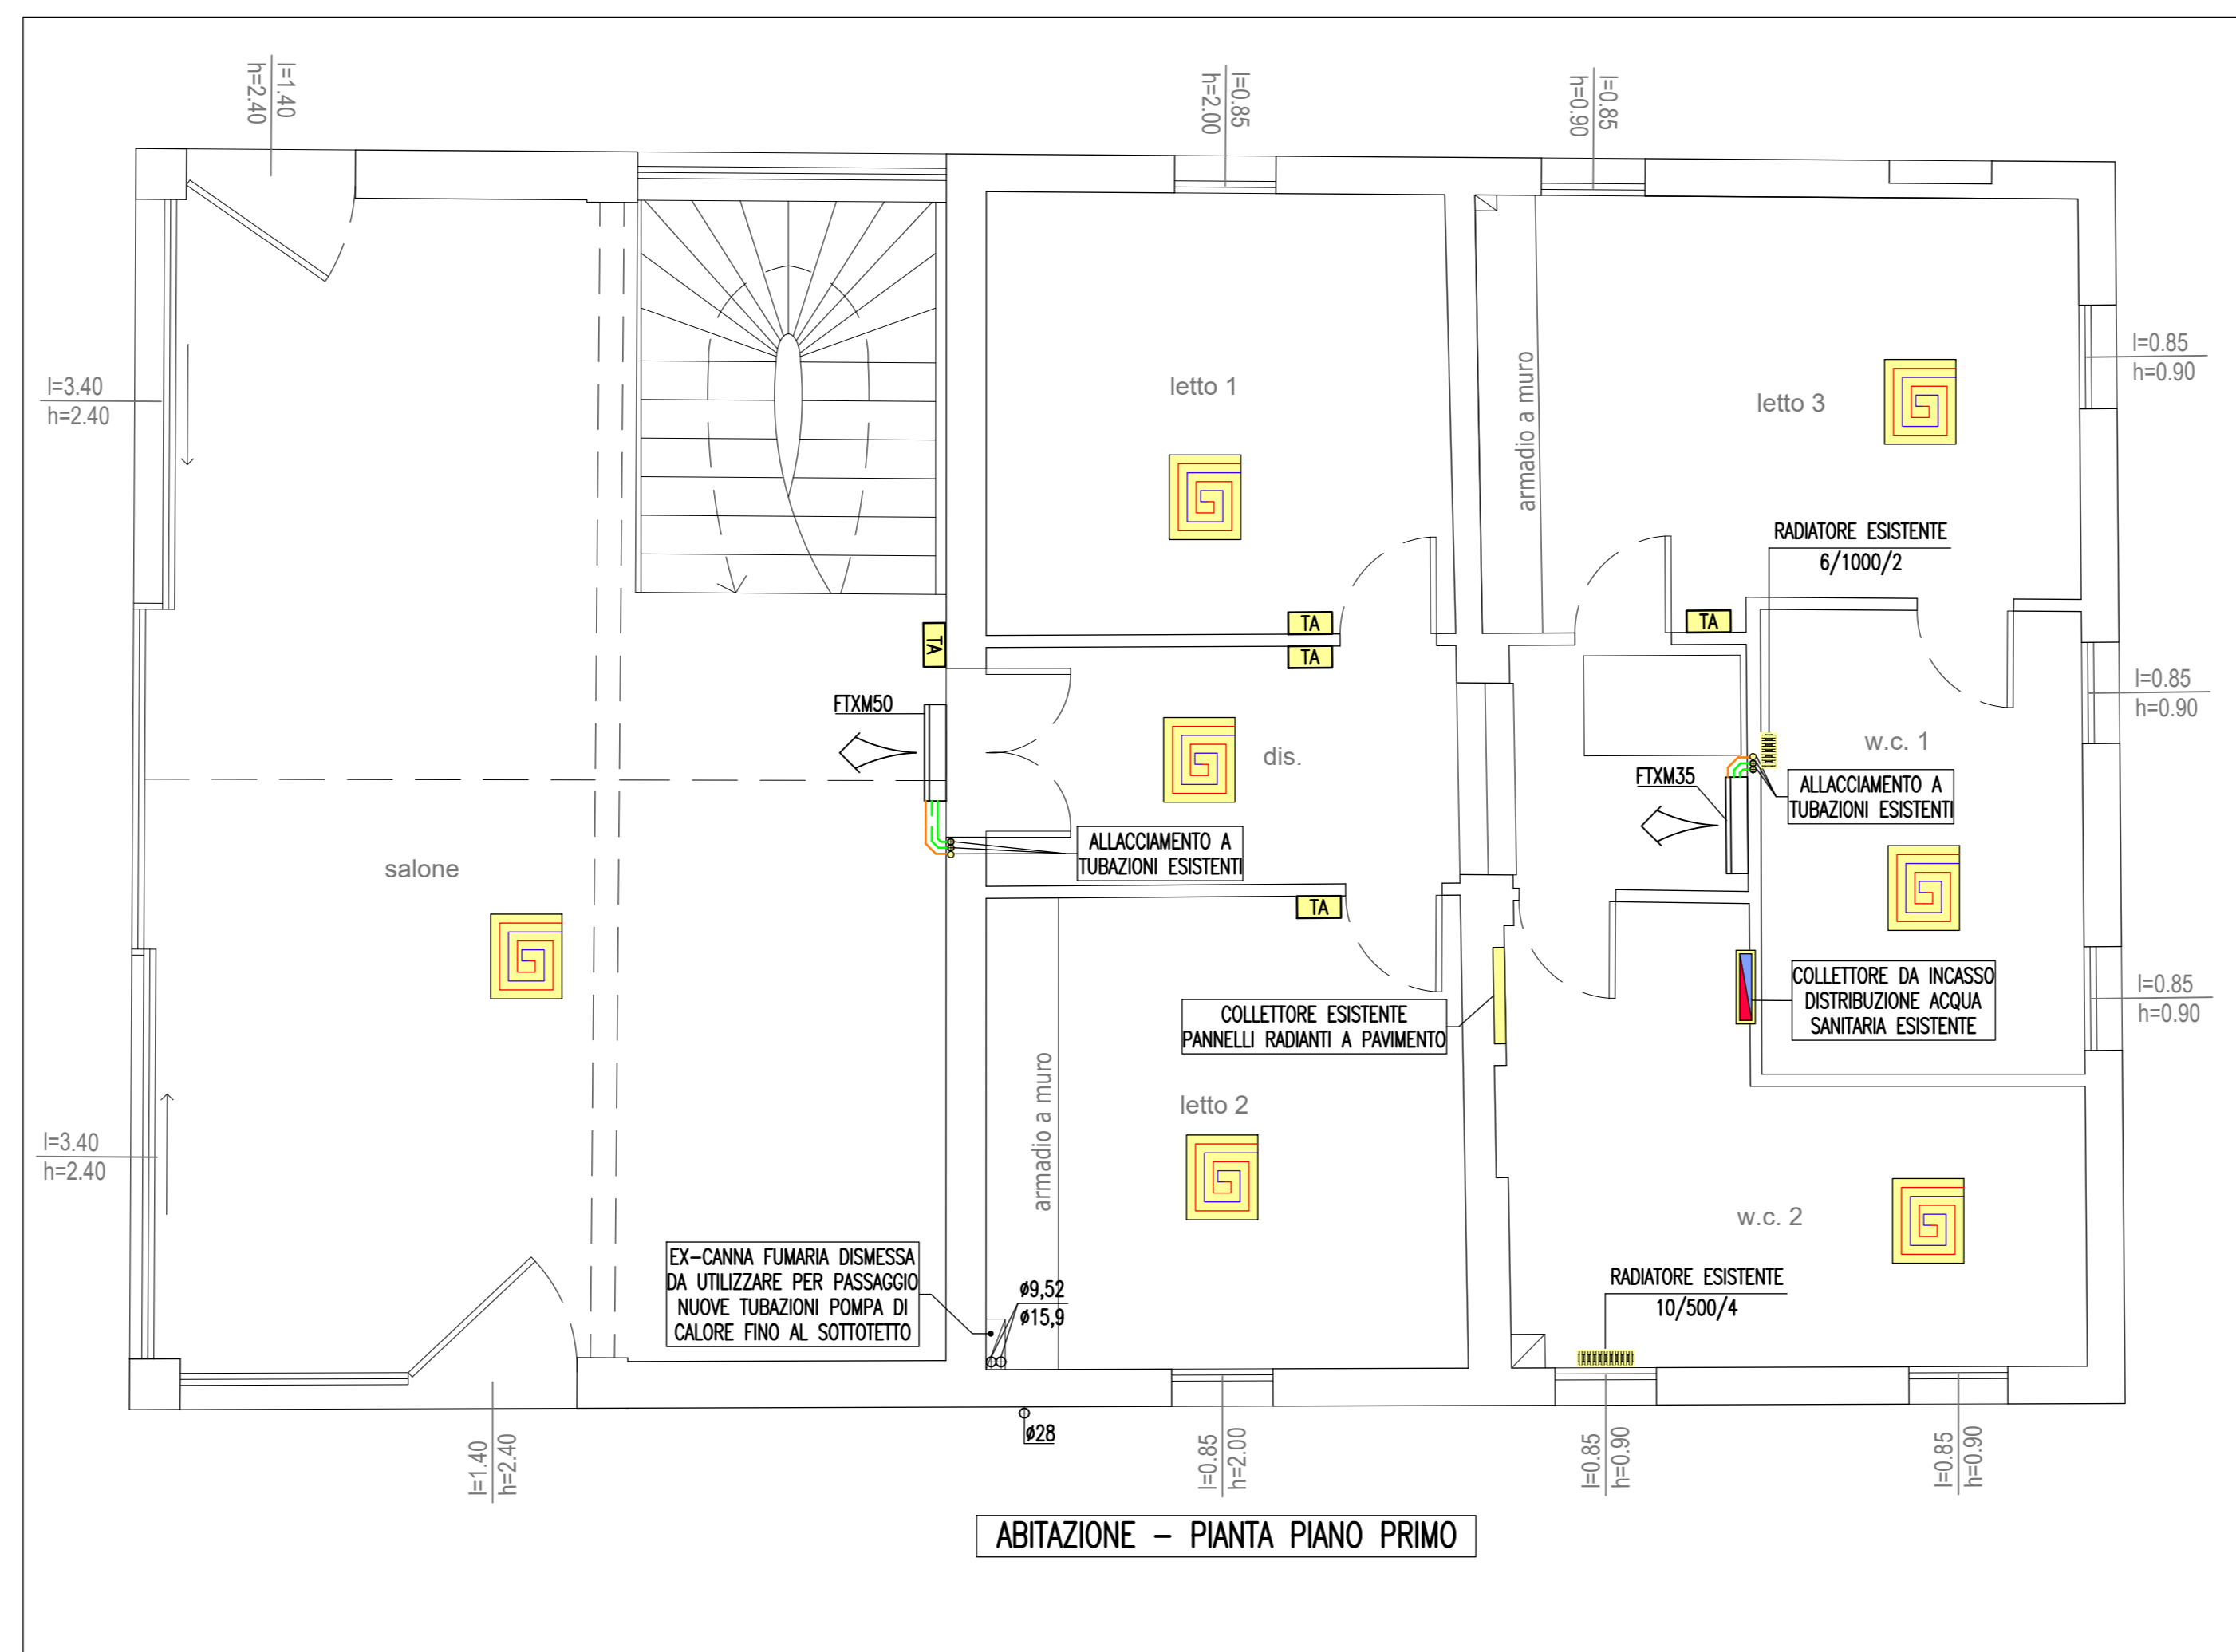 l=1.40
h=2.40
l=0.85
h=2.00
l=0.85
h=0.90
l=3.40
h=2.40
letto 1
armadio a muro
letto 3
l=0.85
h=0.90
RADIATORE ESISTENTE
6/1000/2
TA
TA
TA
TA
FTXM50
dis.
w.c. 1
l=0.85
h=0.90
FTXM35
ALLACCIAMENTO A
TUBAZIONI ESISTENTI
ALLACCIAMENTO A
TUBAZIONI ESISTENTI
salone
TA
COLLETTORE DA INCASSO
DISTRIBUZIONE ACQUA
SANITARIA ESISTENTE
l=0.85
h=0.90
COLLETTORE ESISTENTE
PANNELLI RADIANTI A PAVIMENTO
armadio a muro
letto 2
l=3.40
h=2.40
w.c. 2
EX-CANNA FUMARIA DISMESSA
DA UTILIZZARE PER PASSAGGIO
NUOVE TUBAZIONI POMPA DI
CALORE FINO AL SOTTOTETTO
ø9,52
ø15,9
RADIATORE ESISTENTE
10/500/4
ø28
l=1.40
h=2.40
l=0.85
h=2.00
l=0.85
h=0.90
l=0.85
h=0.90
ABITAZIONE - PIANTA PIANO PRIMO